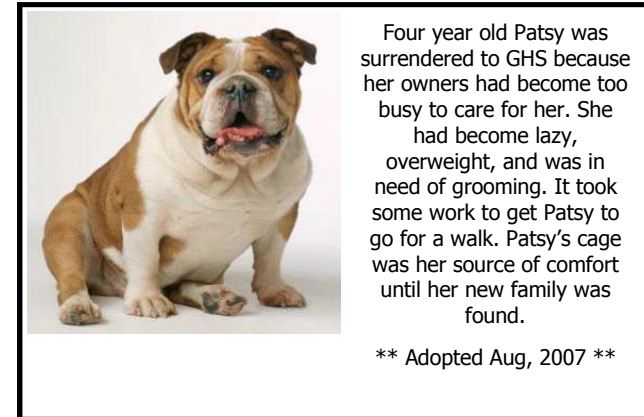 Four year old Patsy was
surrendered to GHS because
her owners had become too
busy to care for her. She
had become lazy,
overweight, and was in
need of grooming. It took
some work to get Patsy to
go for a walk. Patsy’s cage
was her source of comfort
until her new family was
found.
** Adopted Aug, 2007 **